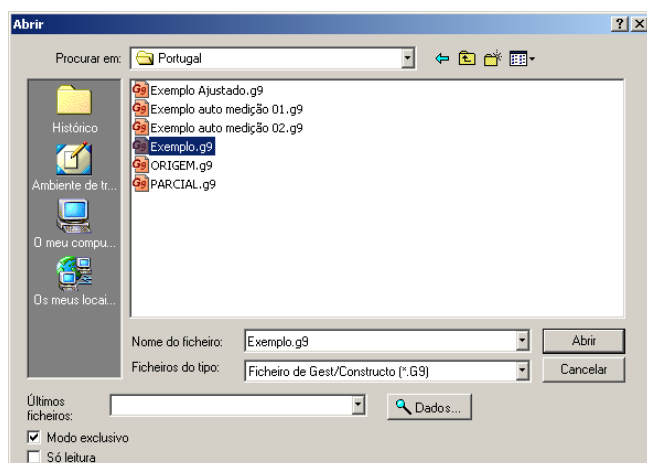 Abrir
Procurar em: Portugal
Histórico
Ambiente de tr...
O meu compu...
Os meus locai...
Exemplo Ajustado.g9
Exemplo auto medição 01.g9
Exemplo auto medição 02.g9
Exemplo.g9
ORIGEM.g9
PARCIAL.g9
Nome do ficheiro: Exemplo.g9 Abrir
Ficheiros do tipo: Ficheiro de Gest/Constructo (*.G9) Cancelar
Últimos
ficheiros: Dados...
Modo exclusivo
Só leitura